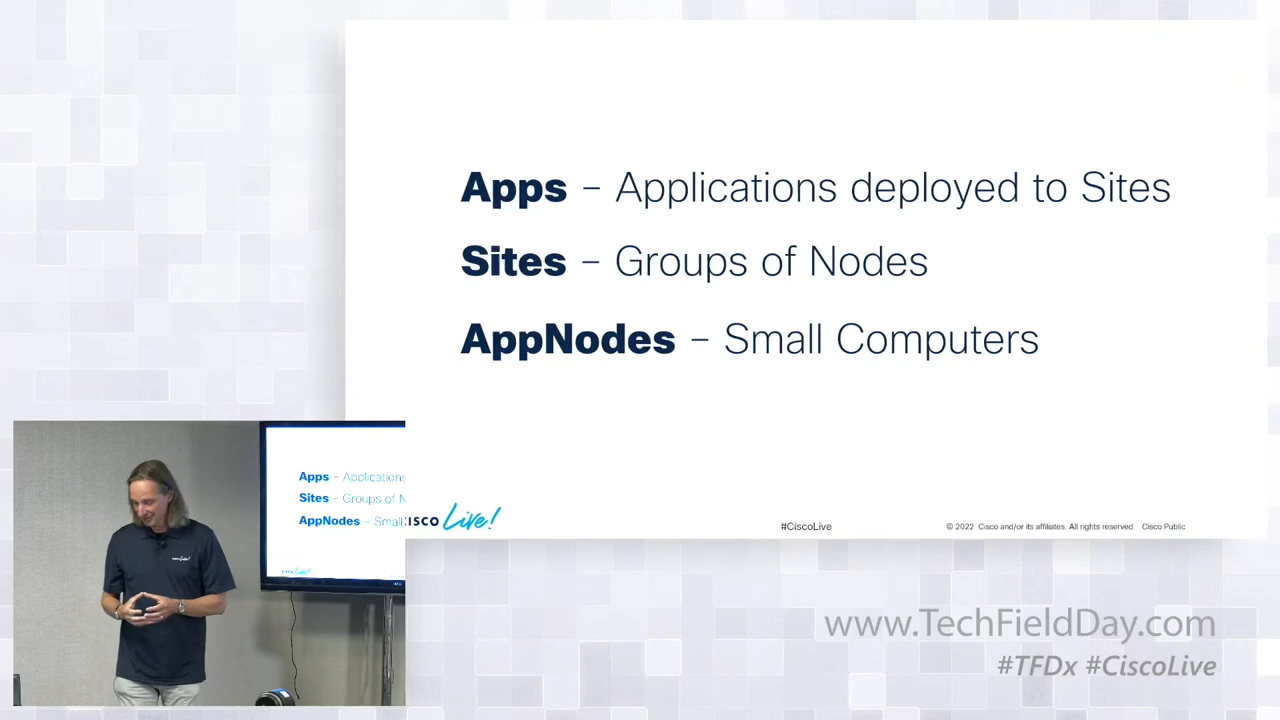 Apps – Applications deployed to Sites
Sites – Groups of Nodes
AppNodes – Small Computers
Apps - Applications
Sites - Groups of N
AppNodes - Small
CISCO Live!
#CiscoLive
© 2022 Cisco and/or its affiliates. All rights reserved. Cisco Public
www.TechFieldDay.com
#TFDx #CiscoLive